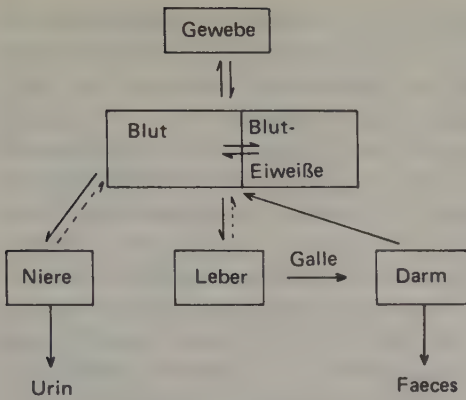 Gewebe
Blut
Blut-
Eiweiße
Galle
Niere
Leber
Darm
Urin
Faeces